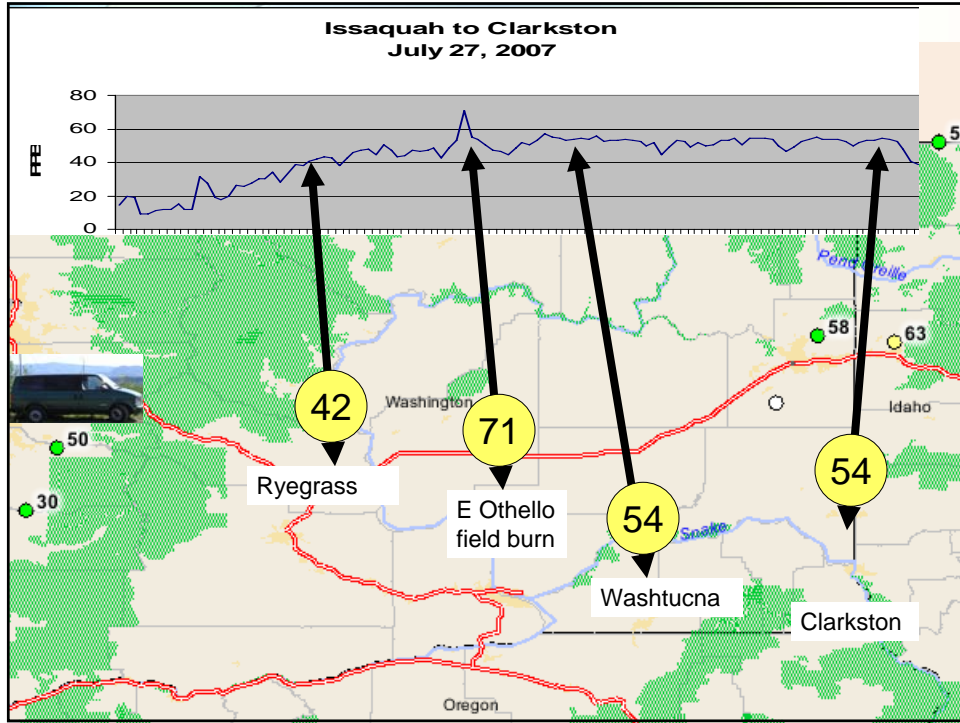 Issaquah to Clarkston
July 27, 2007
80
60
40
20
0
5
Pend Oreille
58
63
42
Washington
71
Idaho
50
54
Ryegrass
30
E Othello
field burn
54
Snake
Washtucna
Clarkston
Oregon